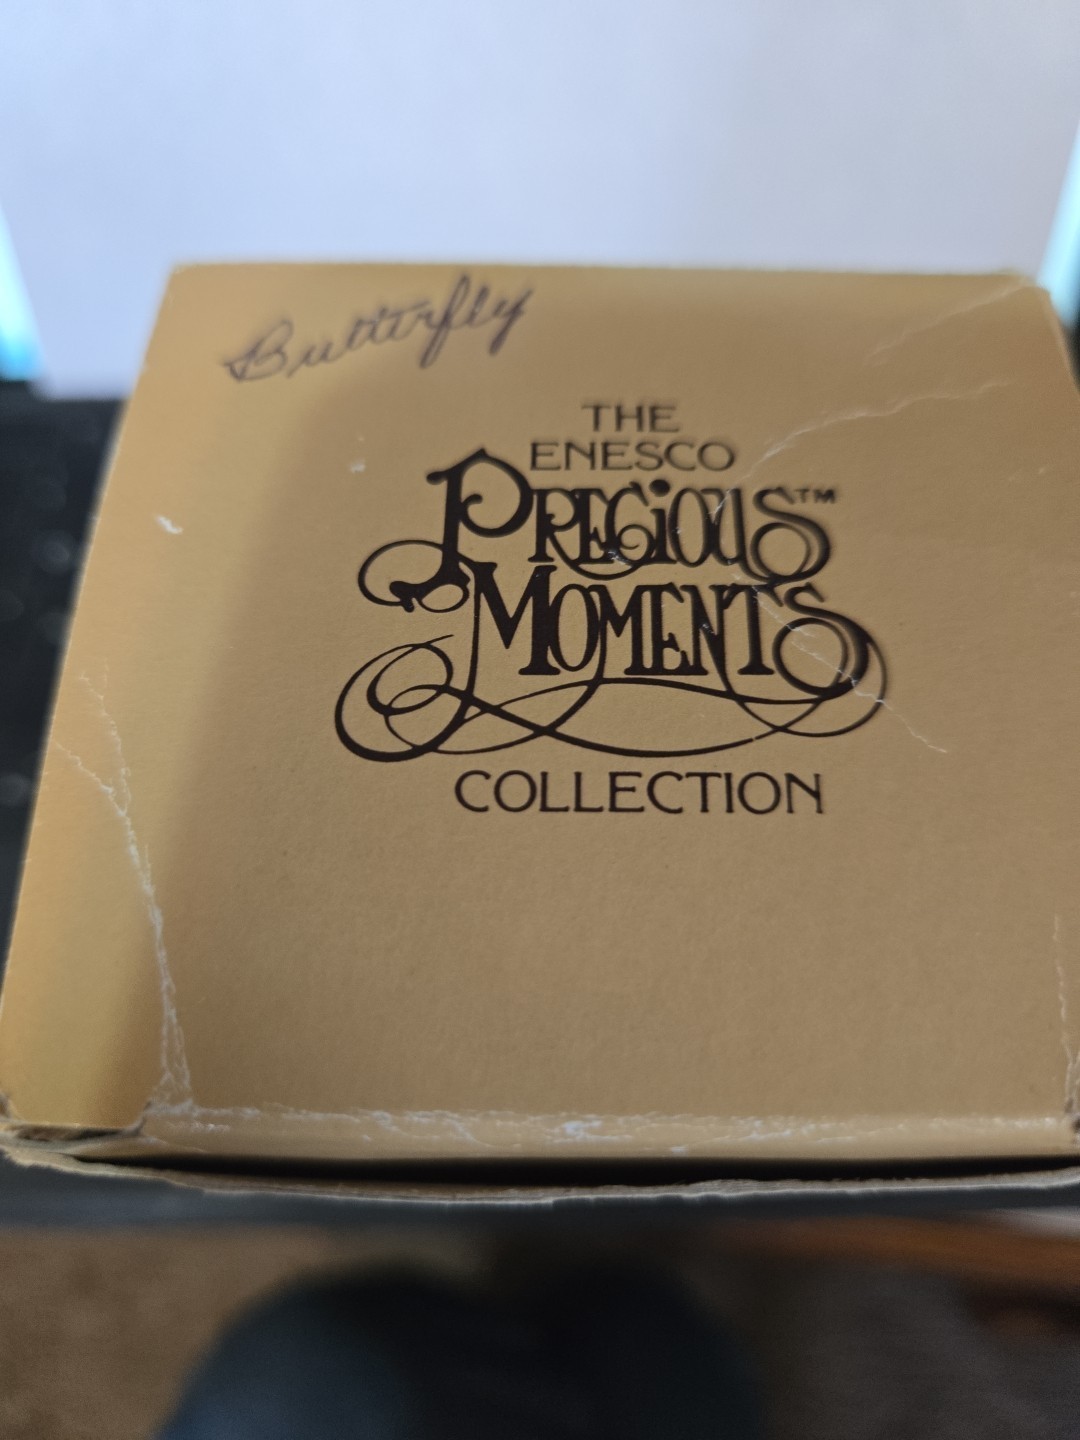 Butterfly
THE
ENESCO
PRECIOUS™
MOMENTS
COLLECTION